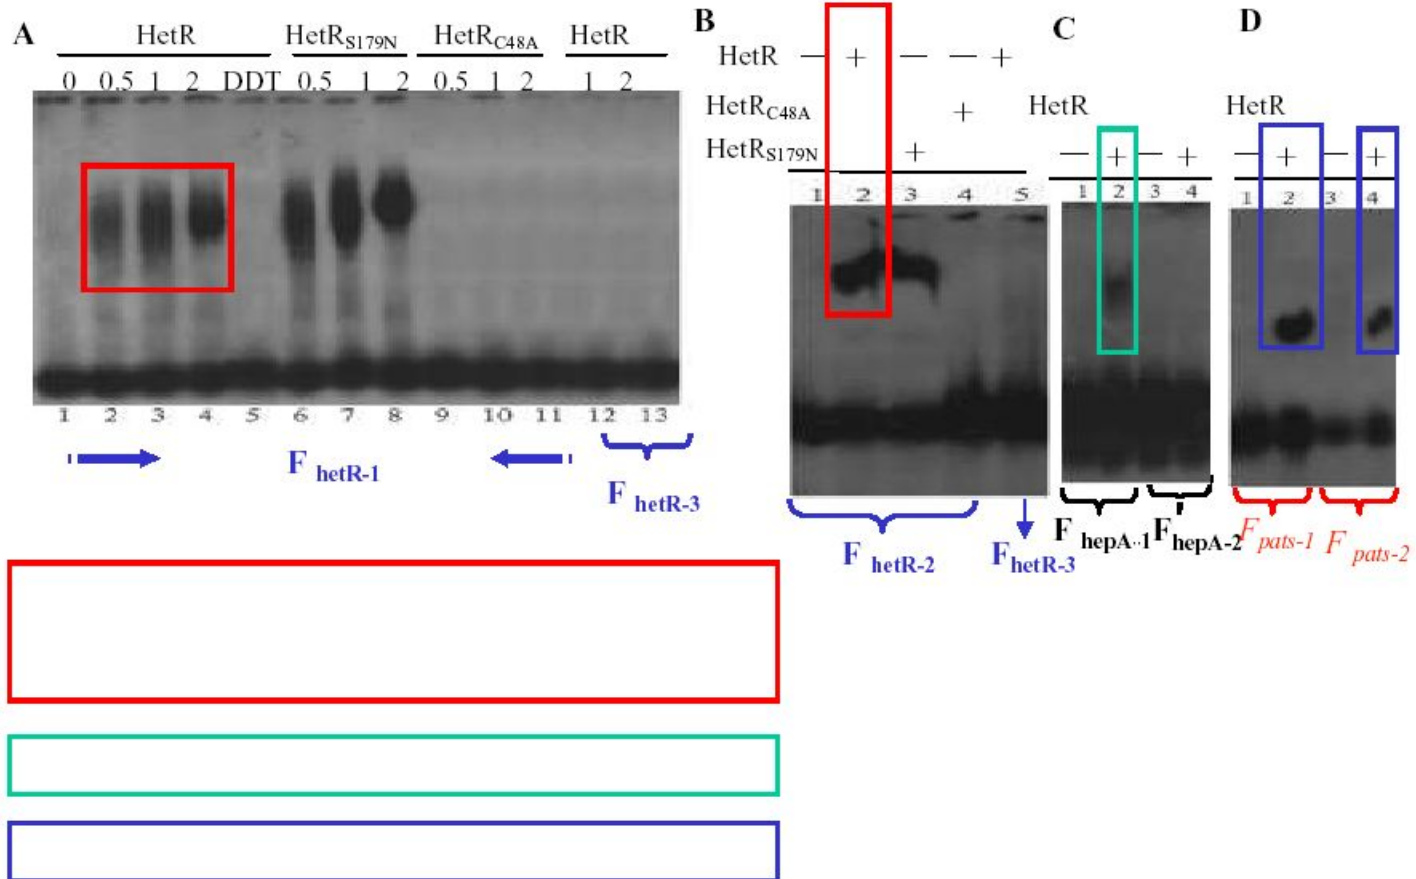 A
HetR HetRS179N HetRC48A HetR
0 0.5 1 2 DDT 0.5 1 2 0.5 1 2 1 2
1 2 3 4 5 6 7 8 9 10 11 12 13
F hetR-1
F hetR-3
B
HetR — + — — +
HetRC48A +
HetRS179N +
1 2 3 4 5
F hetR-2 FhetR-3
C
HetR
— + — +
1 2 3 4
F hepA..1 FhepA-2
D
HetR
— + — +
1 2 3 4
F pats-1 F pats-2